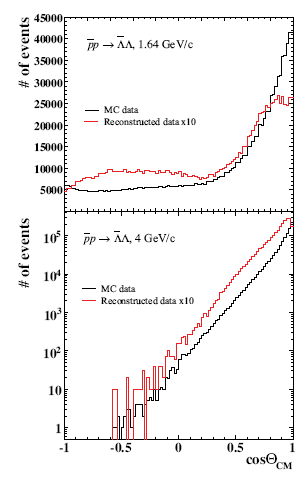 # of events
45000
40000
35000
30000
25000
20000
15000
10000
5000
p̅p → Λ̅Λ, 1.64 GeV/c
MC data
Reconstructed data x10
# of events
10⁵
10⁴
10³
10²
10
1
p̅p → Λ̅Λ, 4 GeV/c
MC data
Reconstructed data x10
-1 -0.5 0 0.5 1
cosΘCM